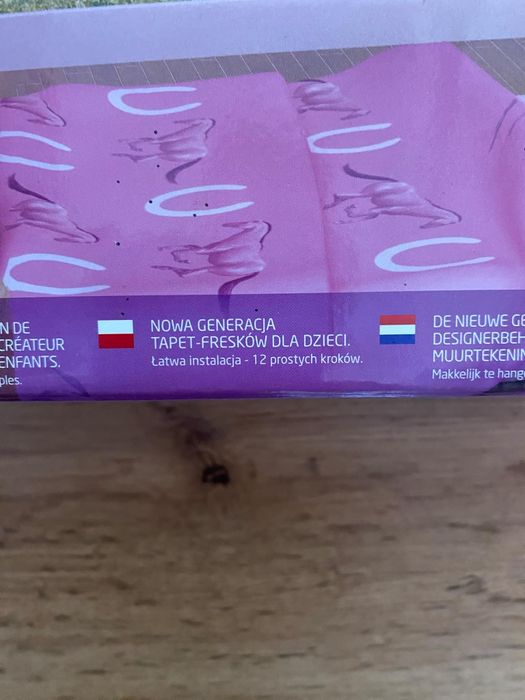 N DE
CRÉATEUR
ENFANTS.
ples.
NOWA GENERACJA
TAPET-FRESKÓW DLA DZIECI.
Łatwa instalacja - 12 prostych kroków.
DE NIEUWE GE
DESIGNERBEH
MUURTEKENIN
Makkelijk te hang